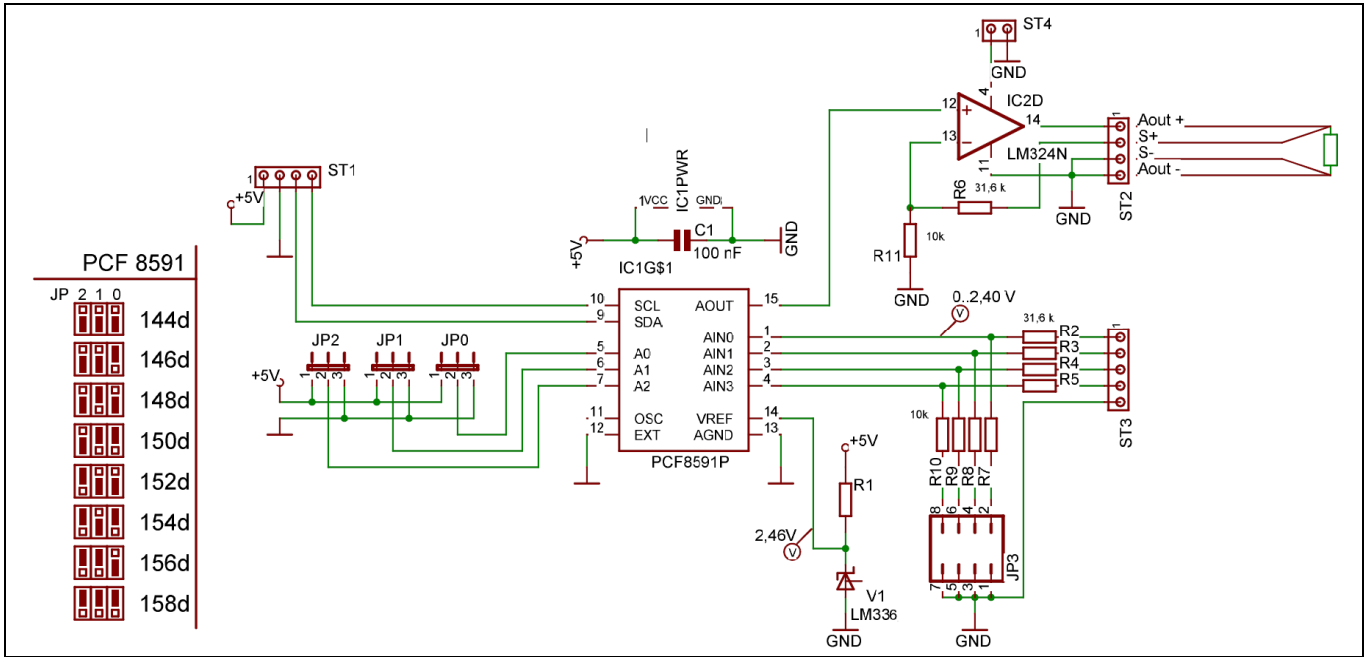 1
ST4
GND
4
IC2D
12
+
14
13
-
LM324N
11
1
Aout +
S+
S-
Aout -
ST2
GND
R6
31,6 k
R11
10k
GND
1
ST1
+5V
1VCC
IC1PWR
GND
+5V
C1
100 nF
GND
IC1G$1
PCF 8591
JP 2 1 0
144d
146d
148d
150d
152d
154d
156d
158d
10
SCL
AOUT
15
9
SDA
5
A0
AIN0
1
6
A1
AIN1
2
7
A2
AIN2
3
AIN3
4
11
OSC
VREF
14
12
EXT
AGND
13
PCF8591P
JP2
JP1
JP0
1 2 3
1 2 3
1 2 3
+5V
0..2,40 V
V
31,6 k
R2
R3
R4
R5
1
ST3
10k
R10
R9
R8
R7
8 6 4 2
JP3
7 5 3 1
GND
+5V
R1
2,46V
V
V1
LM336
GND